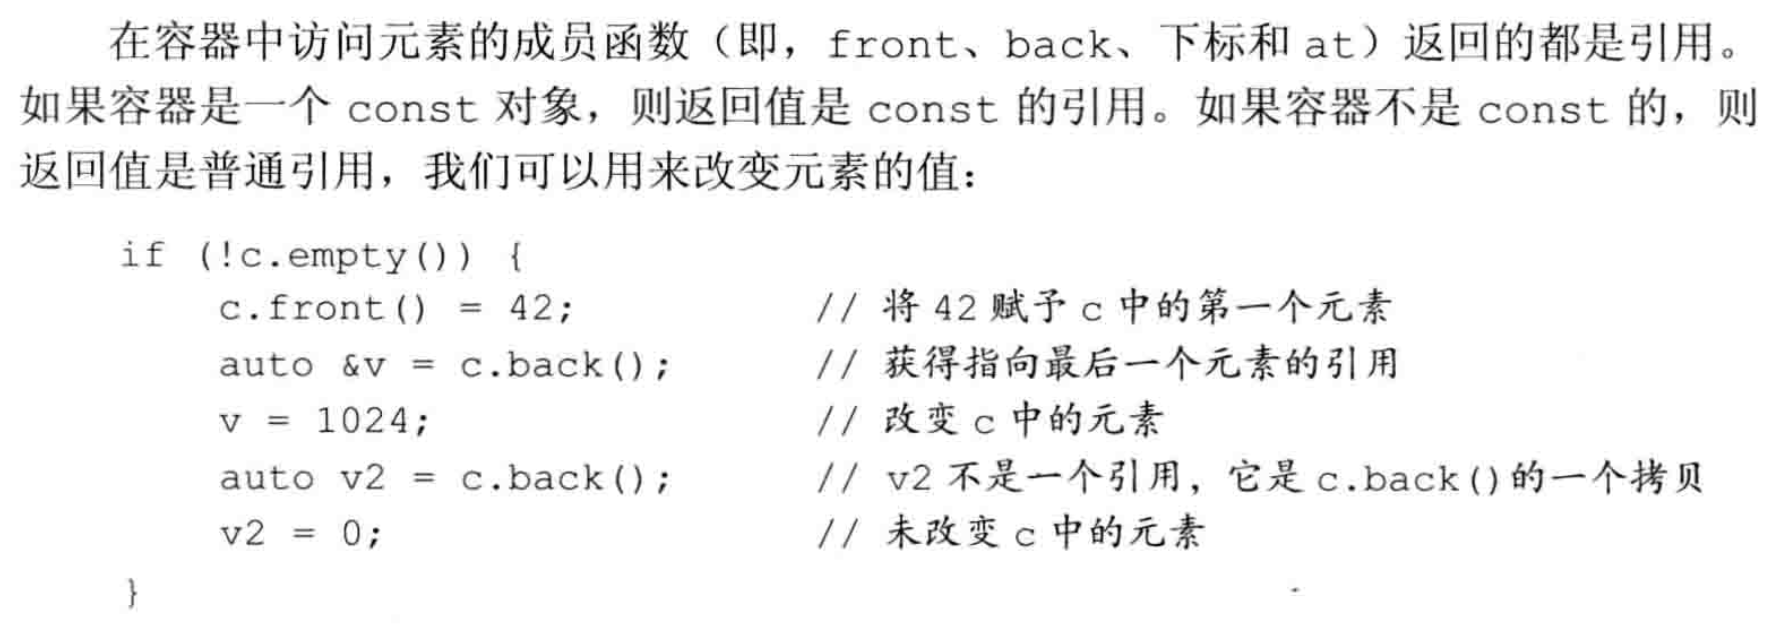 在容器中访问元素的成员函数（即，front、back、下标和 at）返回的都是引用。
如果容器是一个 const 对象，则返回值是 const 的引用。如果容器不是 const 的，则
返回值是普通引用，我们可以用来改变元素的值：
if (!c.empty()) {
c.front() = 42; // 将 42 赋予 c 中的第一个元素
auto &v = c.back(); // 获得指向最后一个元素的引用
v = 1024; // 改变 c 中的元素
auto v2 = c.back(); // v2 不是一个引用，它是 c.back()的一个拷贝
v2 = 0; // 未改变 c 中的元素
}